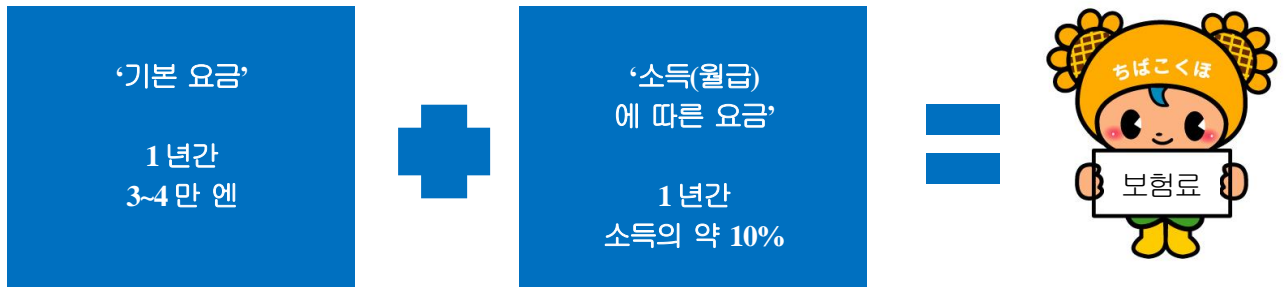 ‘기본 요금’
1 년간
3~4 만 엔
‘소득(월급)
에 따른 요금’
1 년간
소득의 약 10%
ちばこくほ
보험료